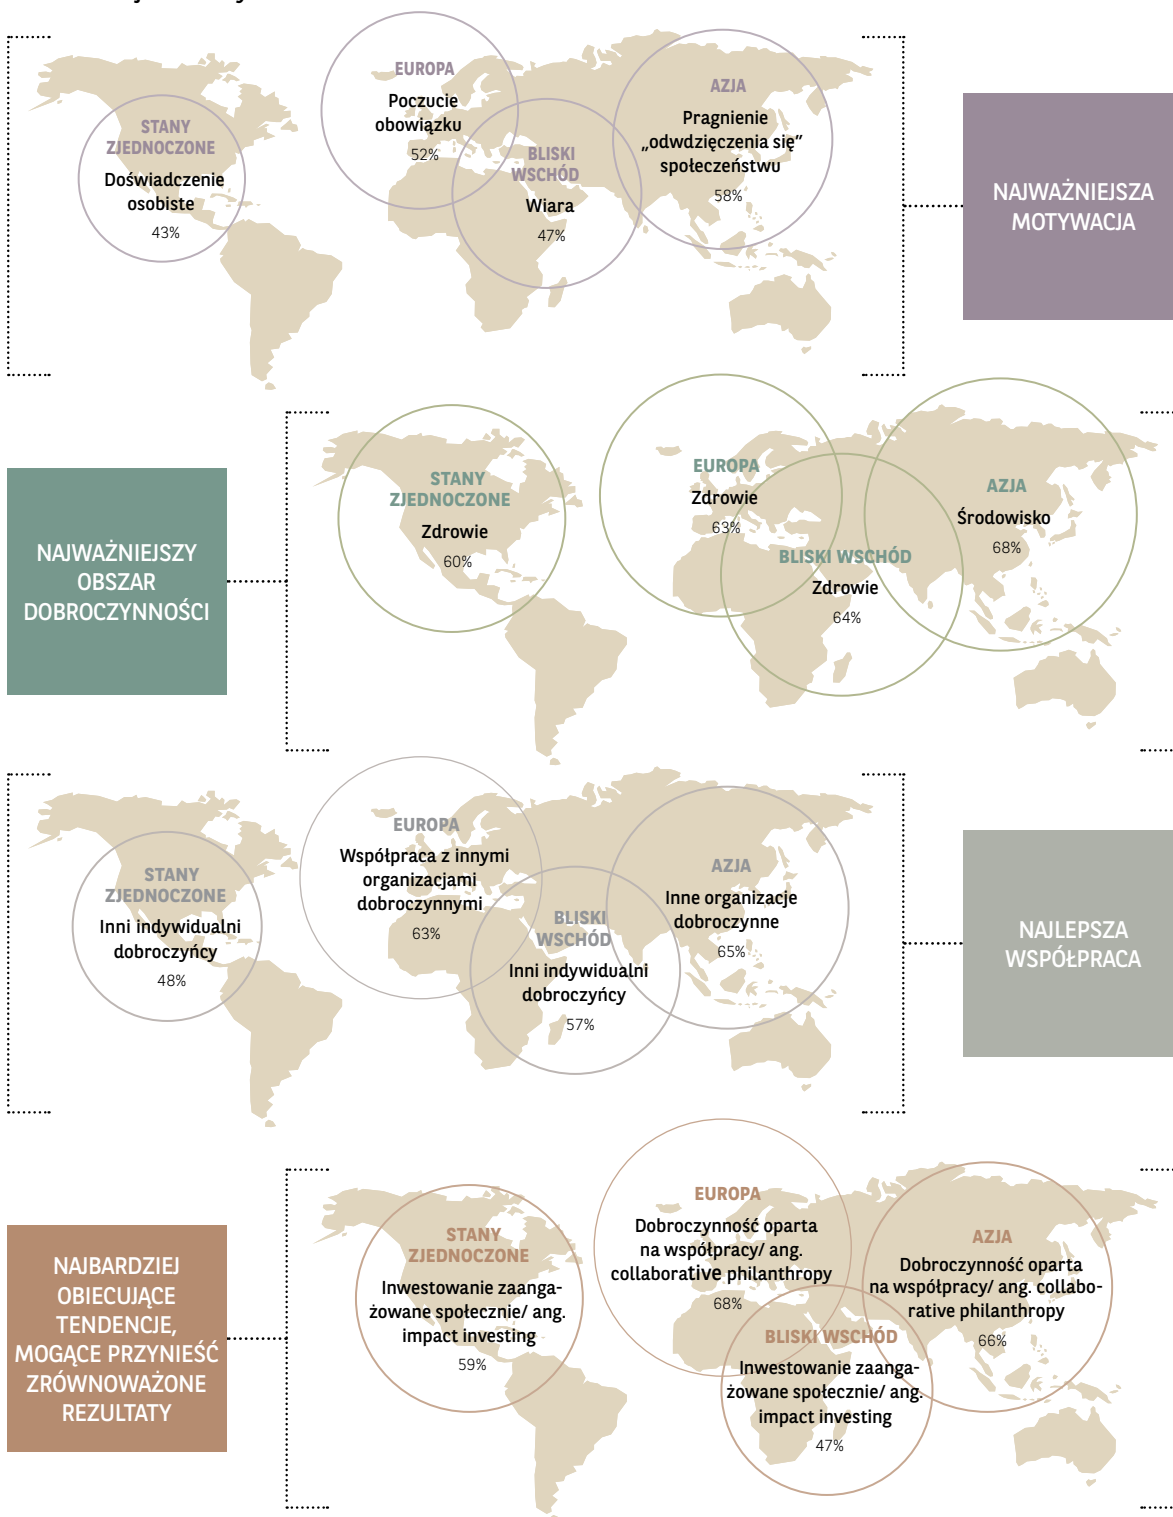 EUROPA
Poczucie
obowiązku
52%
AZJA
Pragnienie
„odwdzięczenia się”
społeczeństwu
58%
STANY
ZJEDNOCZONE
Doświadczenie
osobiste
43%
BLISKI
WSCHÓD
Wiara
47%
NAJWAŻNIEJSZA
MOTYWACJA
NAJWAŻNIEJSZY
OBSZAR
DOBROCZYNNOŚCI
STANY
ZJEDNOCZONE
Zdrowie
60%
EUROPA
Zdrowie
63%
BLISKI WSCHÓD
Zdrowie
64%
AZJA
Środowisko
68%
STANY
ZJEDNOCZONE
Inni indywidualni
dobroczyńcy
48%
EUROPA
Współpraca z innymi
organizacjami
dobroczynnymi
63%
BLISKI
WSCHÓD
Inni indywidualni
dobroczyńcy
57%
AZJA
Inne organizacje
dobroczynne
65%
NAJLEPSZA
WSPÓŁPRACA
NAJBARDZIEJ
OBIECUJĄCE
TENDENCJE,
MOGĄCE PRZYNIEŚĆ
ZRÓWNOWAŻONE
REZULTATY
STANY
ZJEDNOCZONE
Inwestowanie zaanga-
żowane społecznie/ ang.
impact investing
59%
EUROPA
Dobroczynność oparta
na współpracy/ ang.
collaborative philanthropy
68%
BLISKI WSCHÓD
Inwestowanie zaanga-
żowane społecznie/ ang.
impact investing
47%
AZJA
Dobroczynność oparta
na współpracy/ ang. collabo-
rative philanthropy
66%